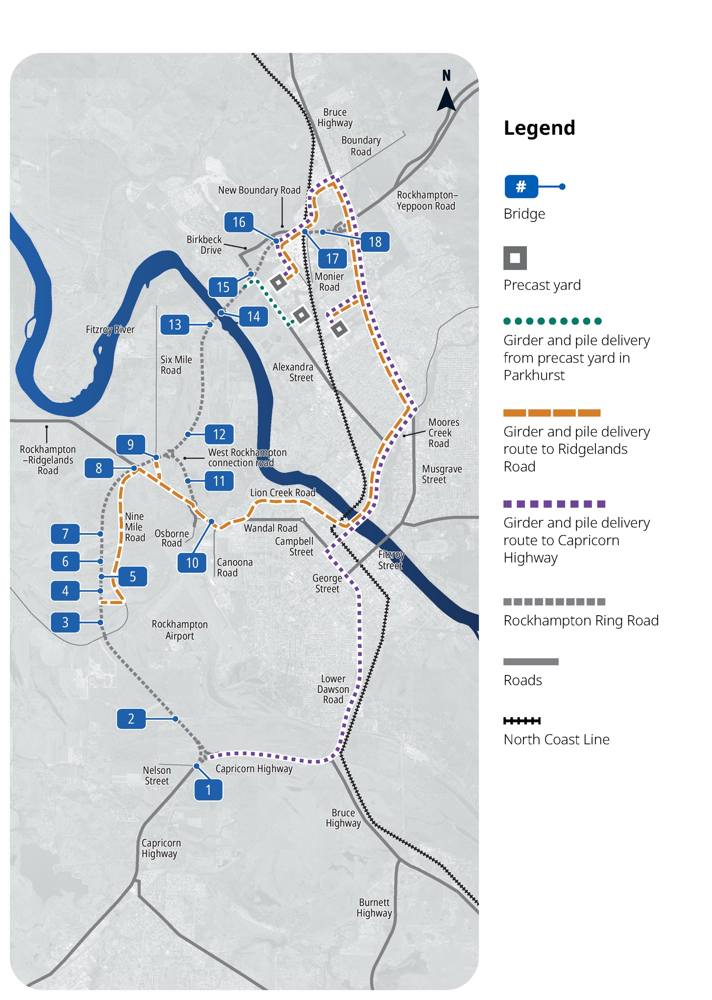 N
Bruce
Highway
Boundary
Road
New Boundary Road
Rockhampton–
Yeppoon Road
16
Birkbeck
Drive
18
17
Monier
Road
15
14
13
Fitzroy River
Six Mile
Road
Alexandra
Street
Moores
Creek
Road
12
9
Rockhampton
–Ridgelands
Road
West Rockhampton
connection road
8
11
Musgrave
Street
Lion Creek Road
Nine
Mile
Road
Osborne
Road
Wandal Road
Campbell
Street
7
6
10
Canoona
Road
Fitzroy
Street
5
4
George
Street
3
Rockhampton
Airport
Lower
Dawson
Road
2
Nelson
Street
Capricorn Highway
1
Bruce
Highway
Capricorn
Highway
Burnett
Highway
Legend
#
Bridge
Precast yard
Girder and pile delivery
from precast yard in
Parkhurst
Girder and pile delivery
route to Ridgelands
Road
Girder and pile delivery
route to Capricorn
Highway
Rockhampton Ring Road
Roads
North Coast Line